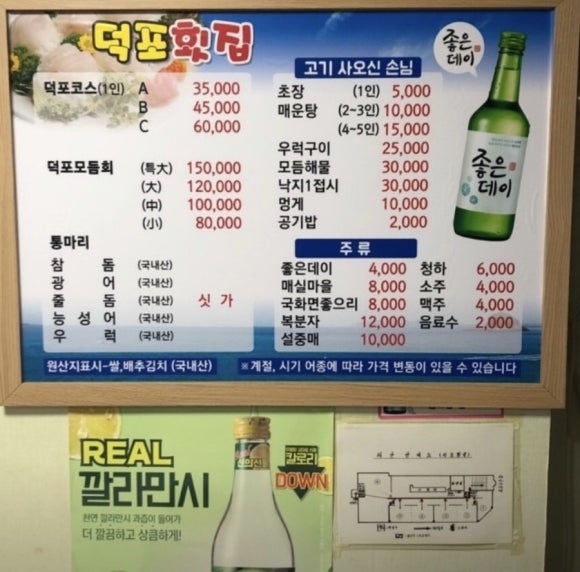 덕포횟집
덕포코스(1인) A 35,000
B 45,000
C 60,000
덕포모듬회 (特大) 150,000
(大) 120,000
(中) 100,000
(小) 80,000
통마리
참 돔 (국내산)
광 어 (국내산)
줄 돔 (국내산) 싯 가
능 성 어 (국내산)
우 럭 (국내산)
고기 사오신 손님
초장 (1인) 5,000
매운탕 (2~3인) 10,000
(4~5인) 15,000
우럭구이 25,000
모듬해물 30,000
낙지1접시 30,000
멍게 10,000
공기밥 2,000
주 류
좋은데이 4,000 청하 6,000
매실마을 8,000 소주 4,000
국화면좋으리 8,000 맥주 4,000
복분자 12,000 음료수 2,000
설중매 10,000
좋은
데이
좋은
데이
원산지표시-쌀,배추김치 (국내산) ※ 계절, 시기 어종에 따라 가격 변동이 있을 수 있습니다
REAL
깔라만시
천연 깔라만시 과즙이 들어가
더 깔끔하고 상큼하게!
칼로리
DOWN